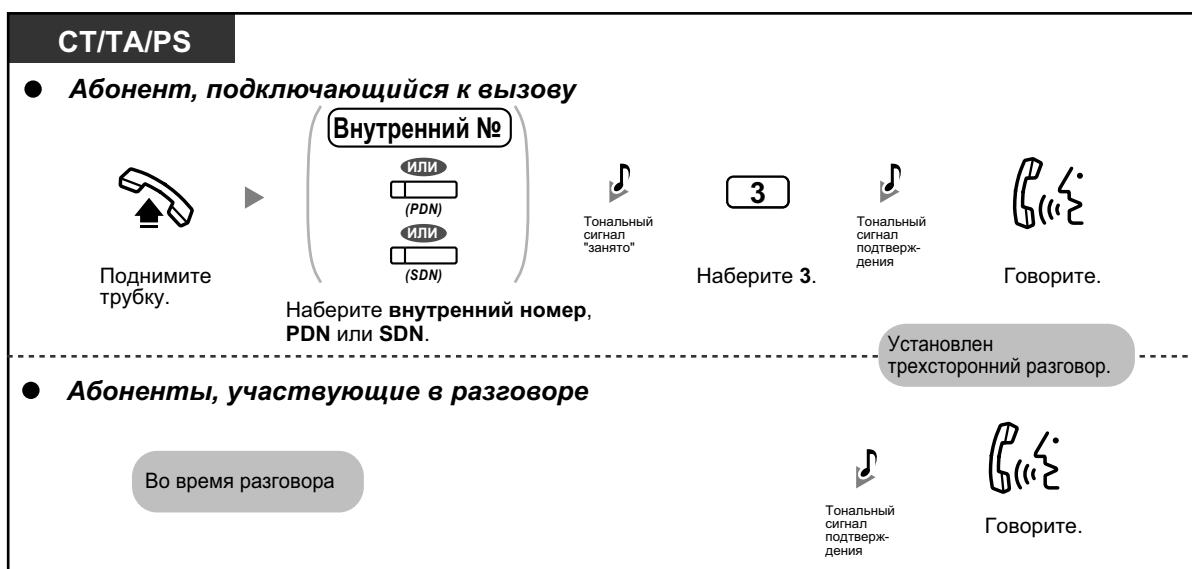 CT/TA/PS
Абонент, подключающийся к вызову
Внутренний №
ИЛИ
(PDN)
ИЛИ
(SDN)
Поднимите
трубку.
Наберите внутренний номер,
PDN или SDN.
Тональный
сигнал
"занято"
3
Наберите 3.
Тональный
сигнал
подтверж-
дения
Говорите.
Установлен
трехсторонний разговор.
Абоненты, участвующие в разговоре
Во время разговора
Тональный
сигнал
подтверж-
дения
Говорите.